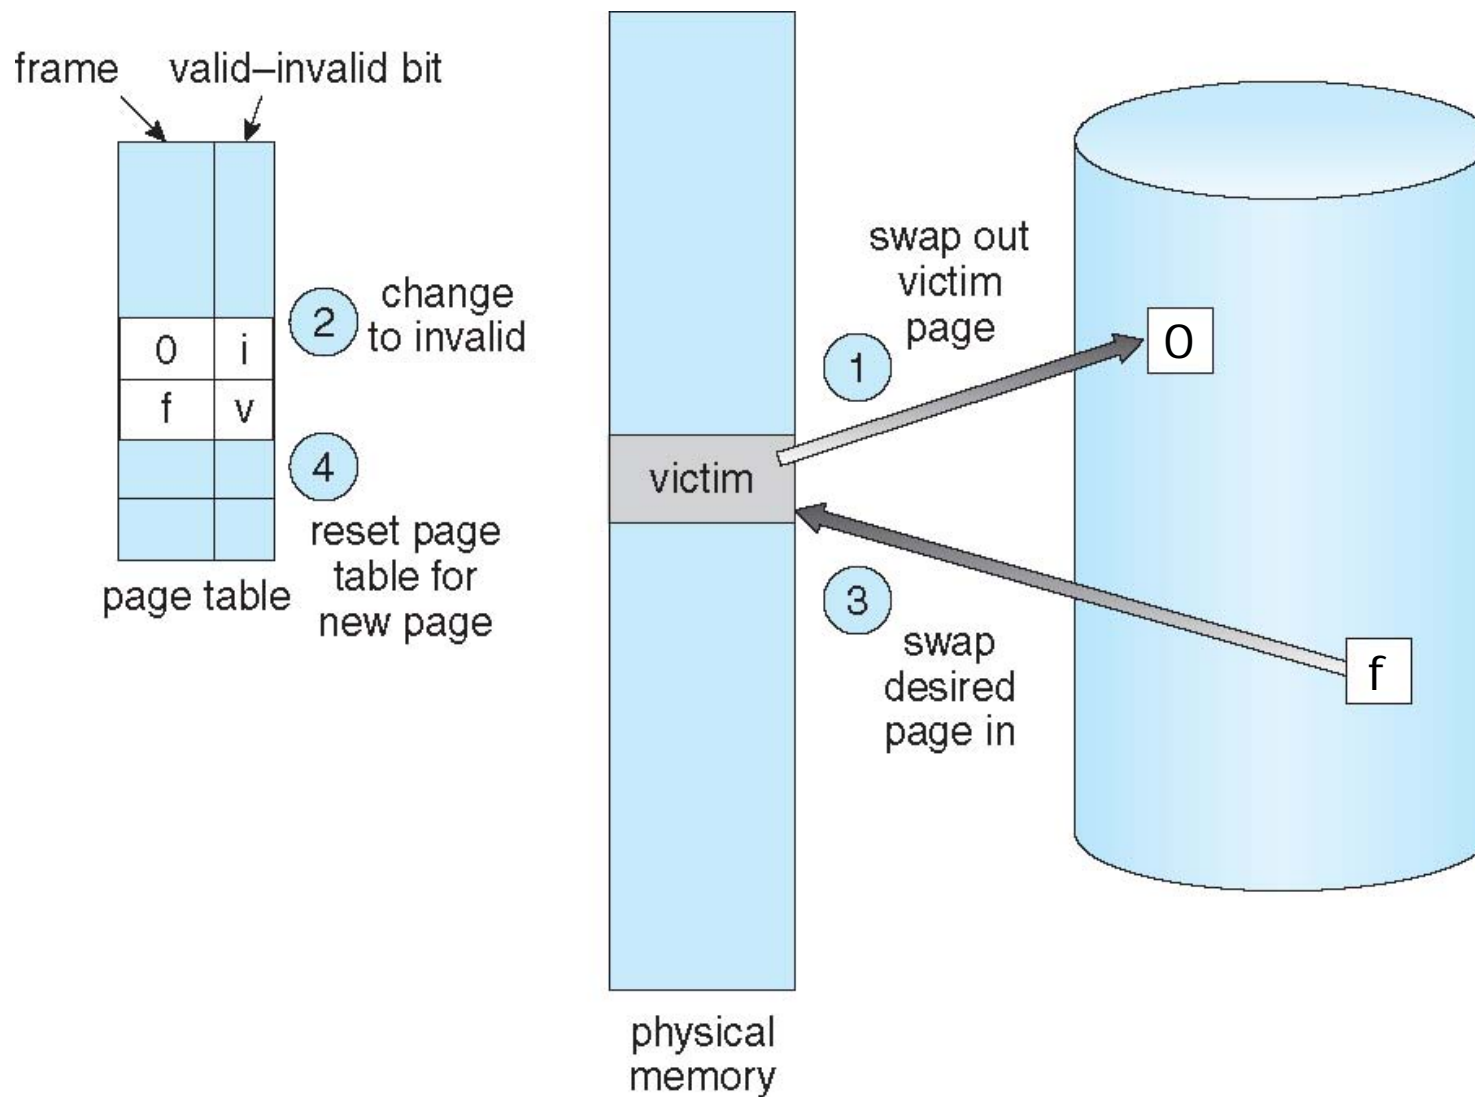 frame
valid–invalid bit
0
i
f
v
page table
2
change
to invalid
4
reset page
table for
new page
victim
physical
memory
swap out
victim
page
1
0
3
swap
desired
page in
f